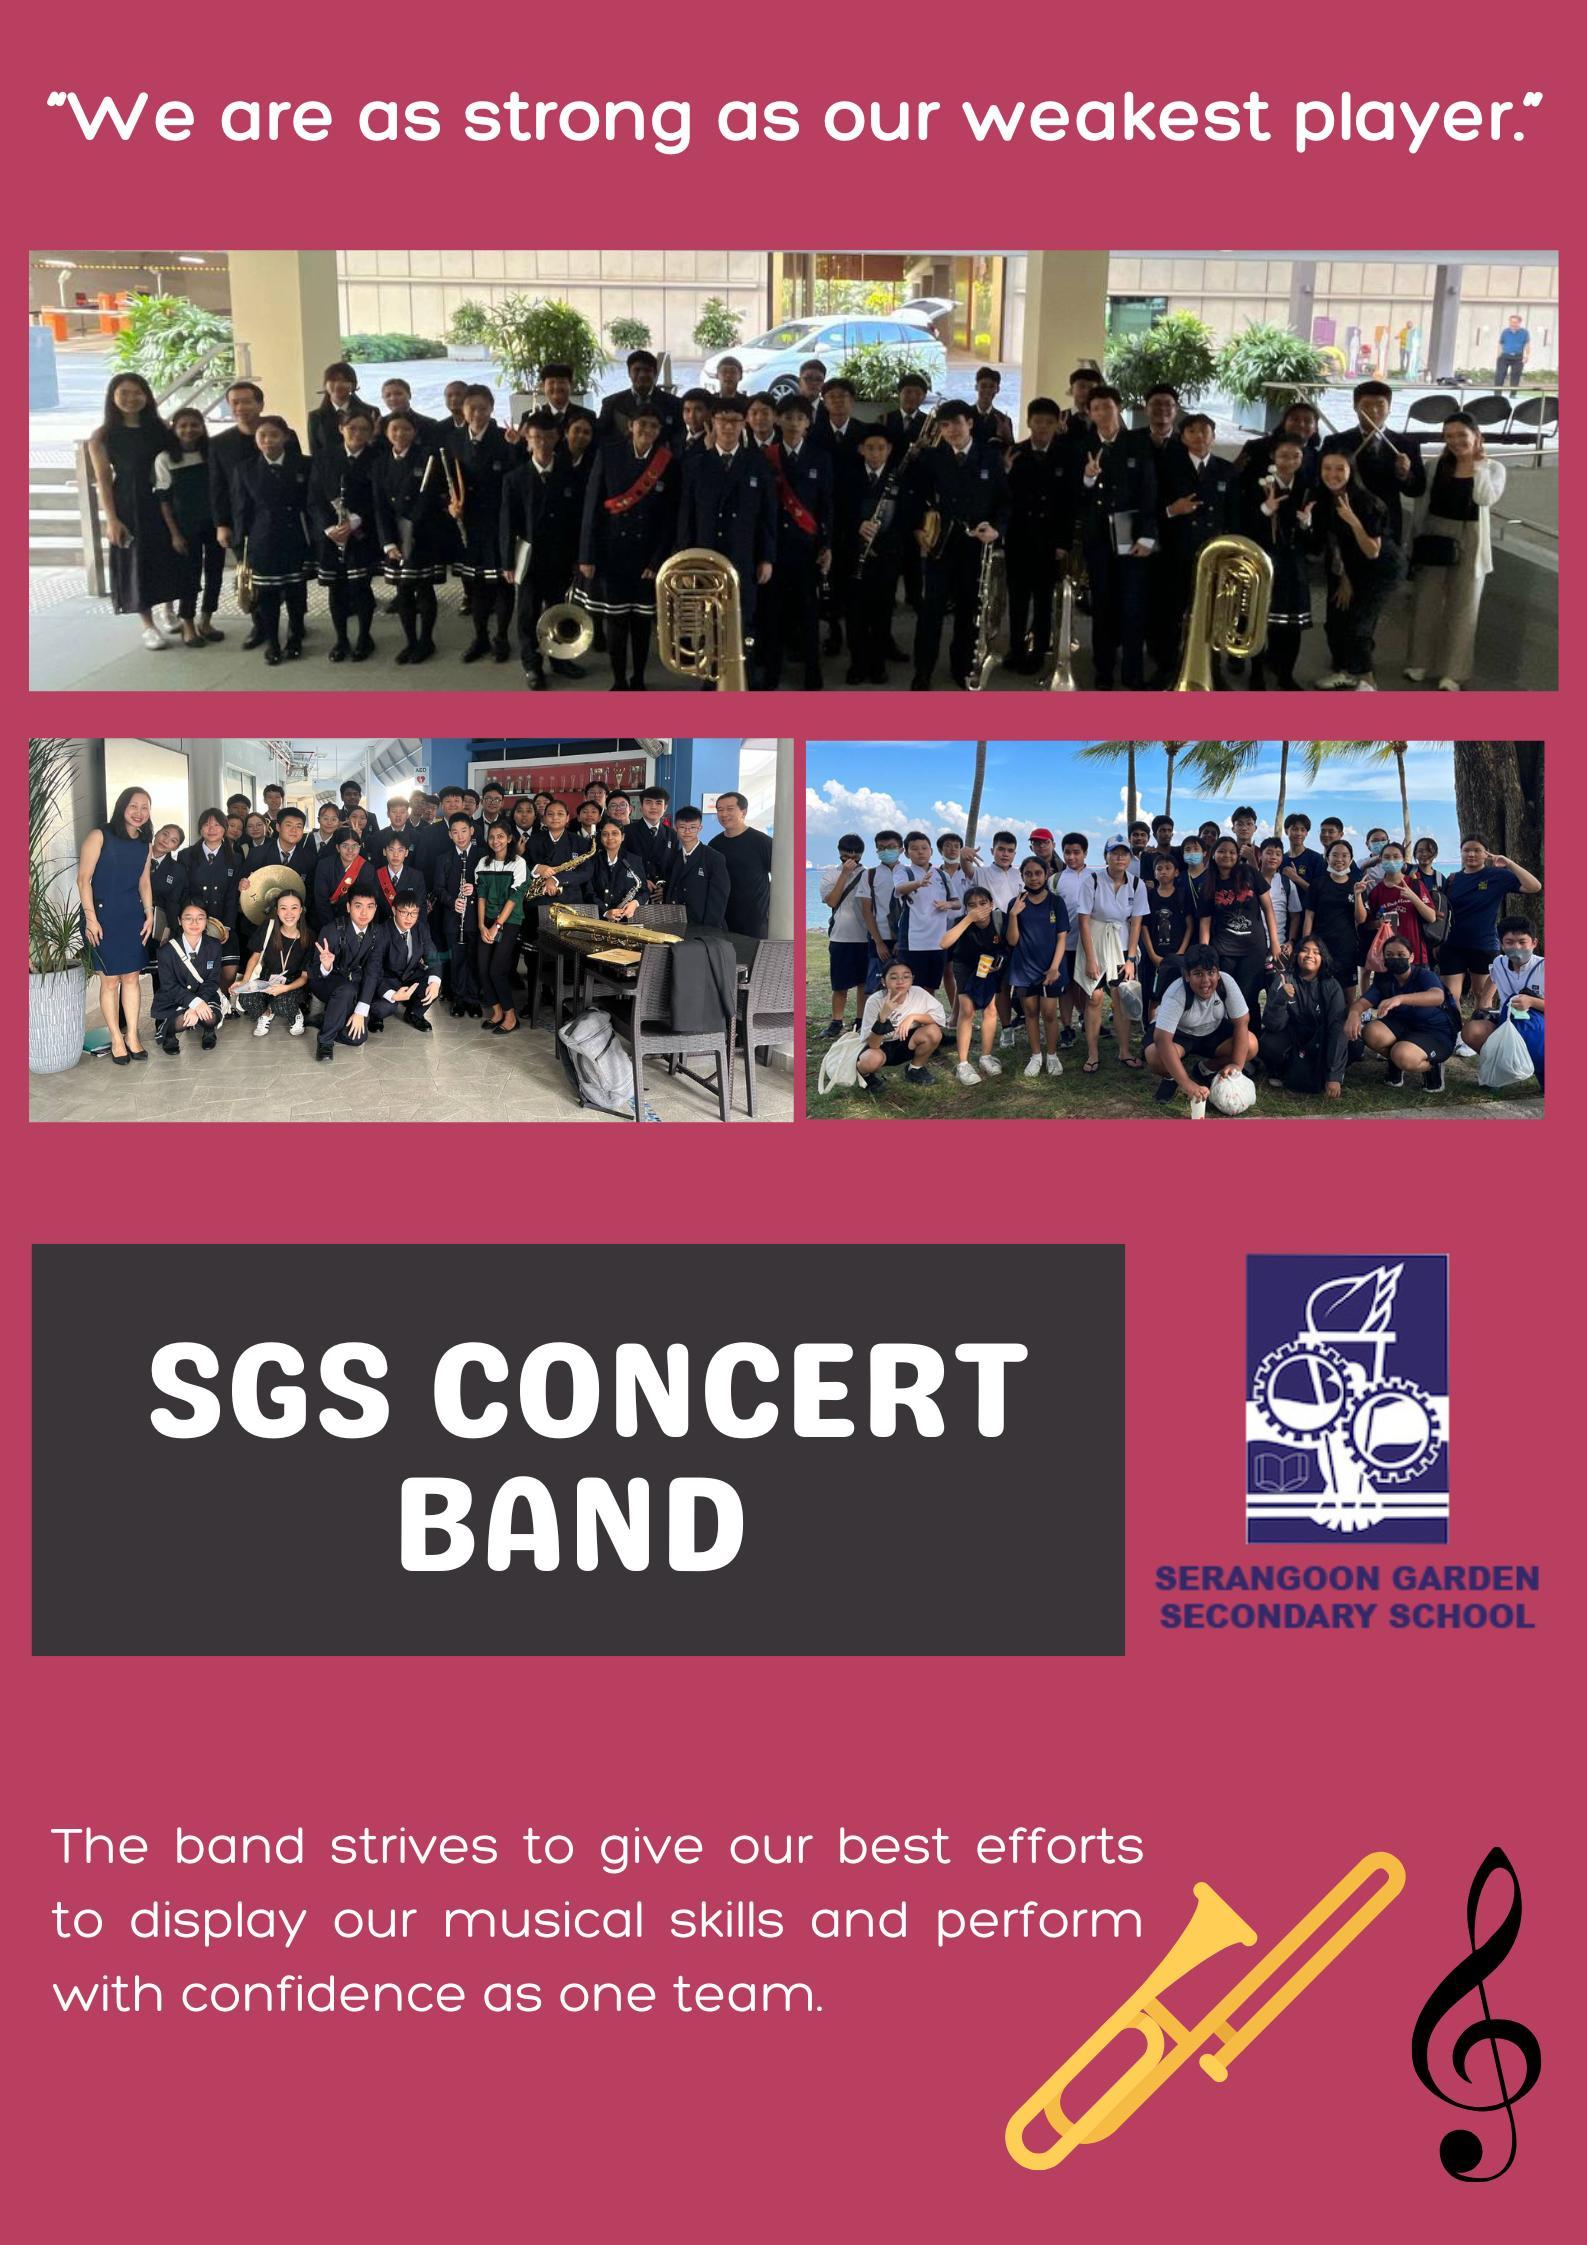 "We are as strong as our weakest player."
AED
SGS CONCERT
BAND
SERANGOON GARDEN
SECONDARY SCHOOL
The band strives to give our best efforts
to display our musical skills and perform
with confidence as one team.